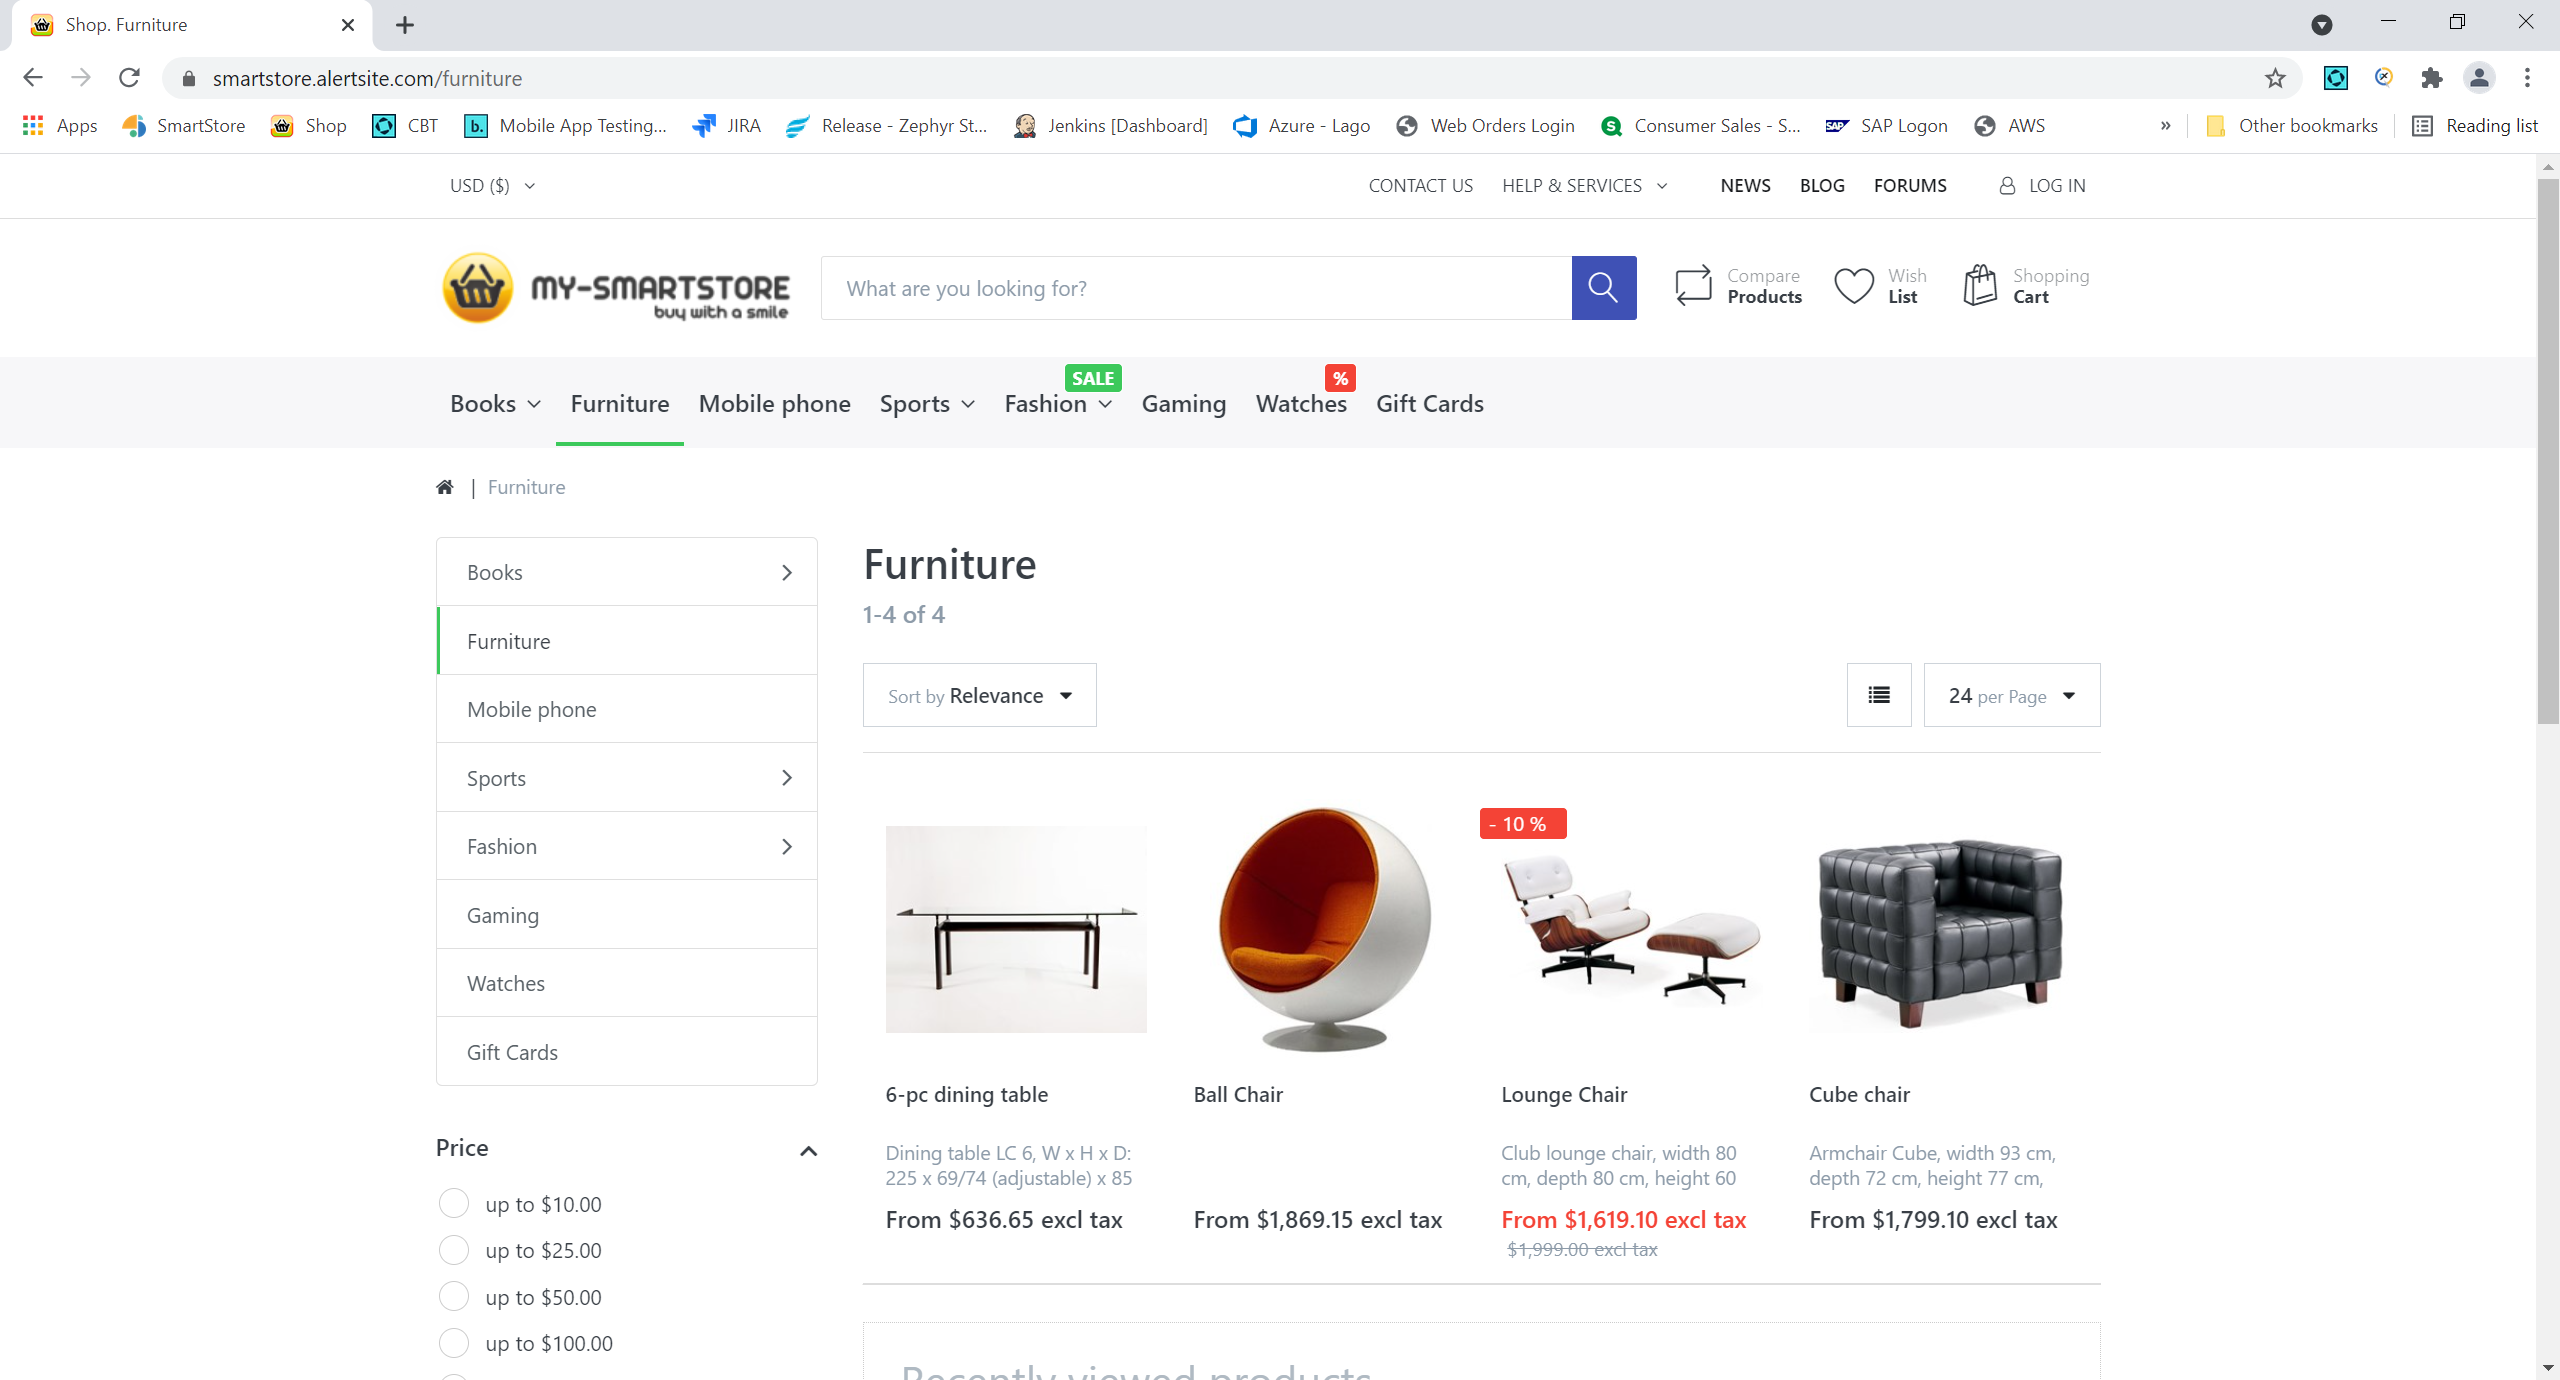 Shop. Furniture
smartstore.alertsite.com/furniture
Apps SmartStore Shop CBT b. Mobile App Testing... JIRA Release - Zephyr St... Jenkins [Dashboard] Azure - Lago Web Orders Login S Consumer Sales - S... SAP SAP Logon AWS » Other bookmarks Reading list
USD ($) CONTACT US HELP & SERVICES NEWS BLOG FORUMS LOG IN
MY-SMARTSTORE
buy with a smile
What are you looking for?
Compare
Products
Wish
List
Shopping
Cart
SALE %
Books Furniture Mobile phone Sports Fashion Gaming Watches Gift Cards
| Furniture
Books
Furniture
Mobile phone
Sports
Fashion
Gaming
Watches
Gift Cards
Price
up to $10.00
up to $25.00
up to $50.00
up to $100.00
Furniture
1-4 of 4
Sort by Relevance 24 per Page
- 10 %
6-pc dining table
Dining table LC 6, W x H x D:
225 x 69/74 (adjustable) x 85
From $636.65 excl tax
Ball Chair
From $1,869.15 excl tax
Lounge Chair
Club lounge chair, width 80
cm, depth 80 cm, height 60
From $1,619.10 excl tax
$1,999.00 excl tax
Cube chair
Armchair Cube, width 93 cm,
depth 72 cm, height 77 cm,
From $1,799.10 excl tax
Recently viewed products